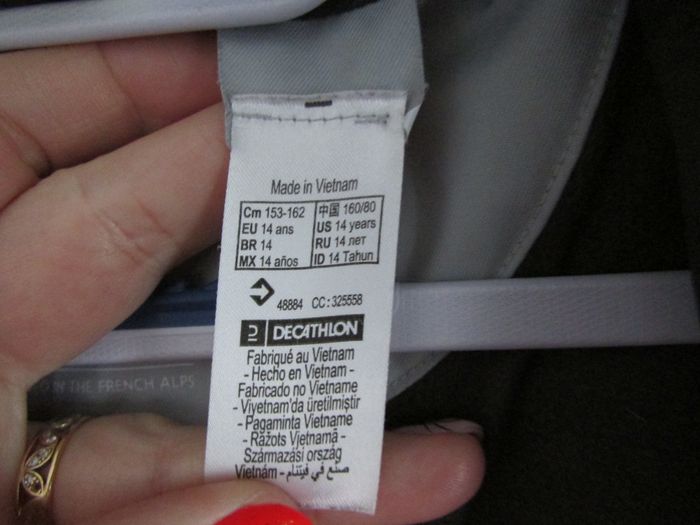 Made in Vietnam
Cm 153-162 中国 160/80
EU 14 ans US 14 years
BR 14 RU 14 лет
MX 14 años ID 14 Tahun
48884 CC:325558
DECATHLON
Fabriqué au Vietnam
- Hecho en Vietnam -
Fabricado no Vietname
- Viyetnam'da üretilmiştir
- Pagaminta Vietname
- Ražots Vjetnamā -
Származási ország
Vietnám - صنع في فيتنام
IN THE FRENCH ALPS